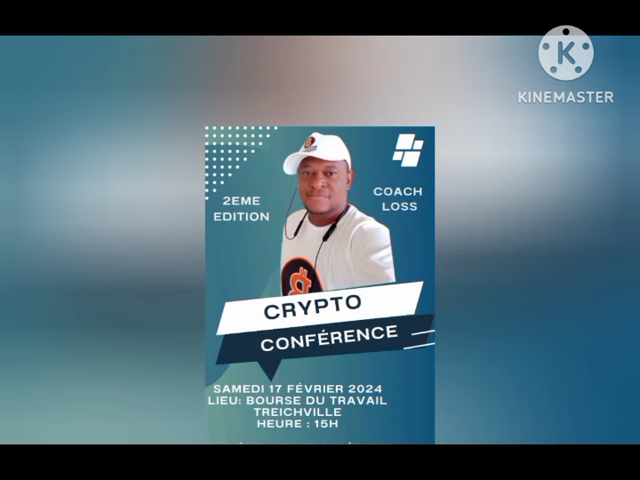 KINEMASTER
2EME
EDITION
COACH
LOSS
CRYPTO
CONFÉRENCE
SAMEDI 17 FÉVRIER 2024
LIEU: BOURSE DU TRAVAIL
TREICHVILLE
HEURE : 15H